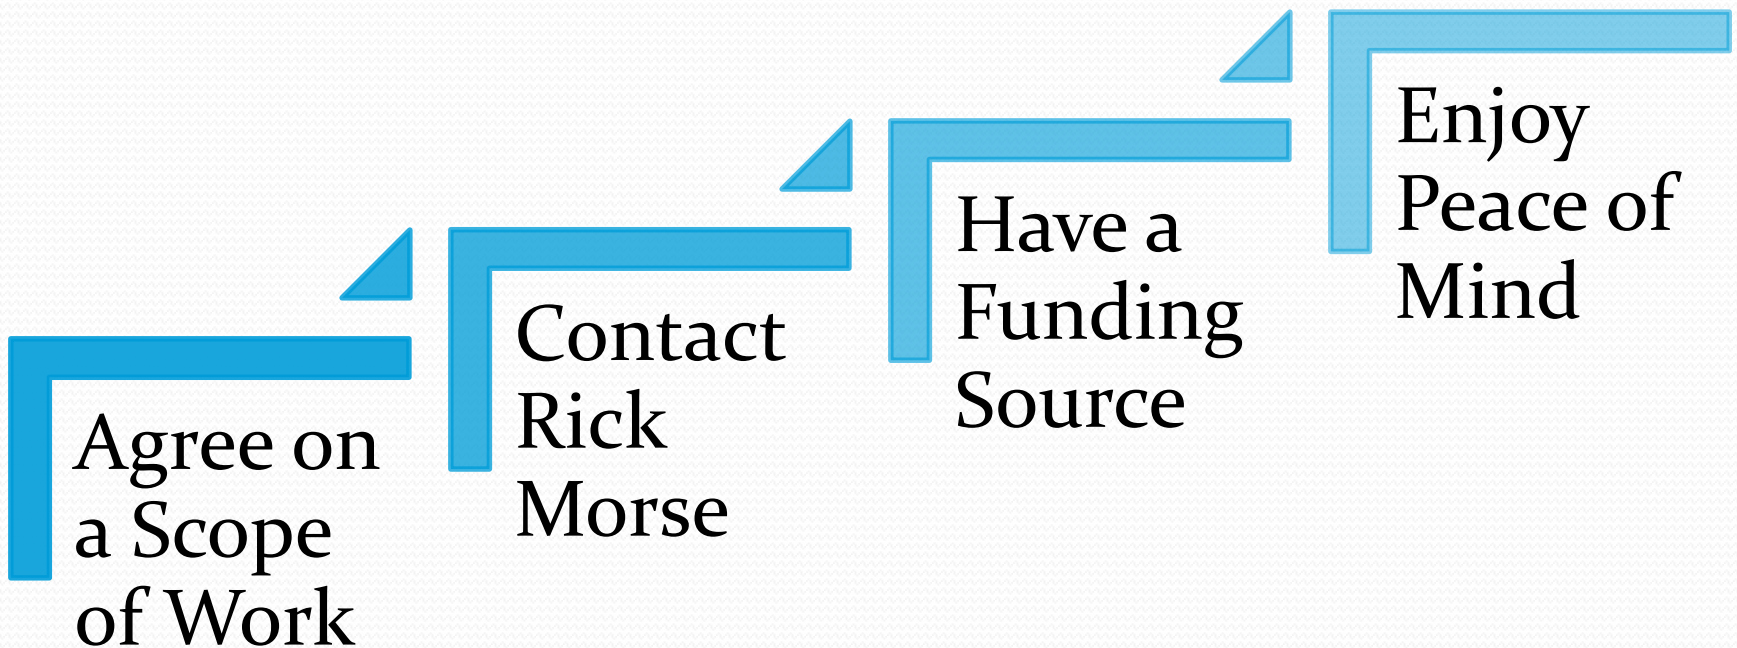 Agree on
a Scope
of Work
Contact
Rick
Morse
Have a
Funding
Source
Enjoy
Peace of
Mind